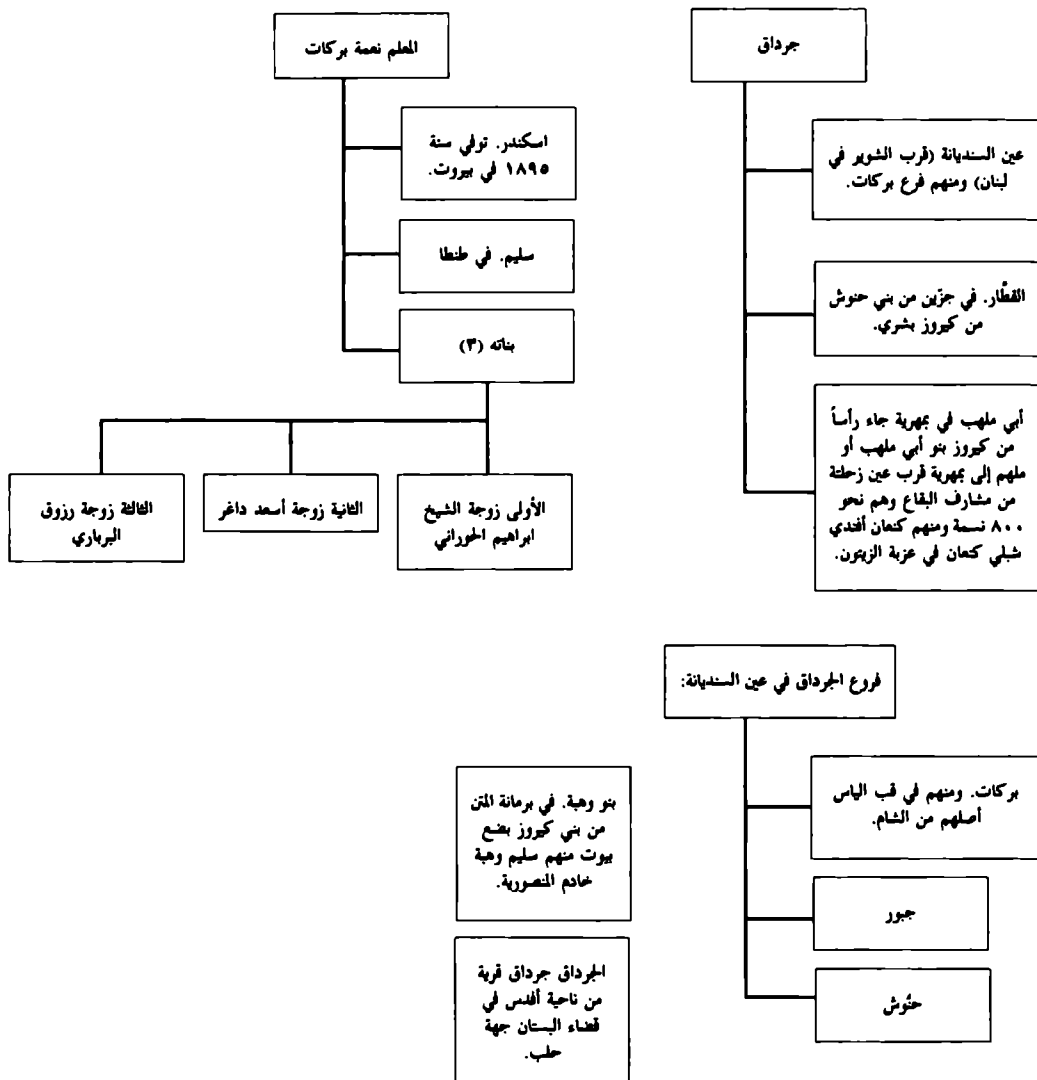 جرداق
عين السنديانة (قرب الشوير في
لبنان) ومنهم فرع بركات.
القطّار. في جزّين من بني حنوش
من كيروز بشري.
أبي ملهب في بمهرية جاء رأساً
من كيروز بنو أبي ملهب أو
ملهم إلى بمهرية قرب عين زحلتة
من مشارف البقاع وهم نحو
٨٠٠ نسمة ومنهم كنعان أفندي
شبلي كنعان في عزبة الزيتون.
المعلم نعمة بركات
اسكندر. توفي سنة
١٨٩٥ في بيروت.
سليم. في طنطا
بناته (٣)
الأولى زوجة الشيخ
ابراهيم الحوراني
الثانية زوجة أسعد داغر
الثالثة زوجة رزوق
البرباري
فروع الجرداق في عين السنديانة:
بركات. ومنهم في قب الياس
أصلهم من الشام.
جبور
حنّوش
بنو وهبة. في برمانة المتن
من بني كيروز بضع
بيوت منهم سليم وهبة
خادم المنصورية.
الجرداق جرداق قرية
من ناحية أفدس في
قضاء البستان جهة
حلب.